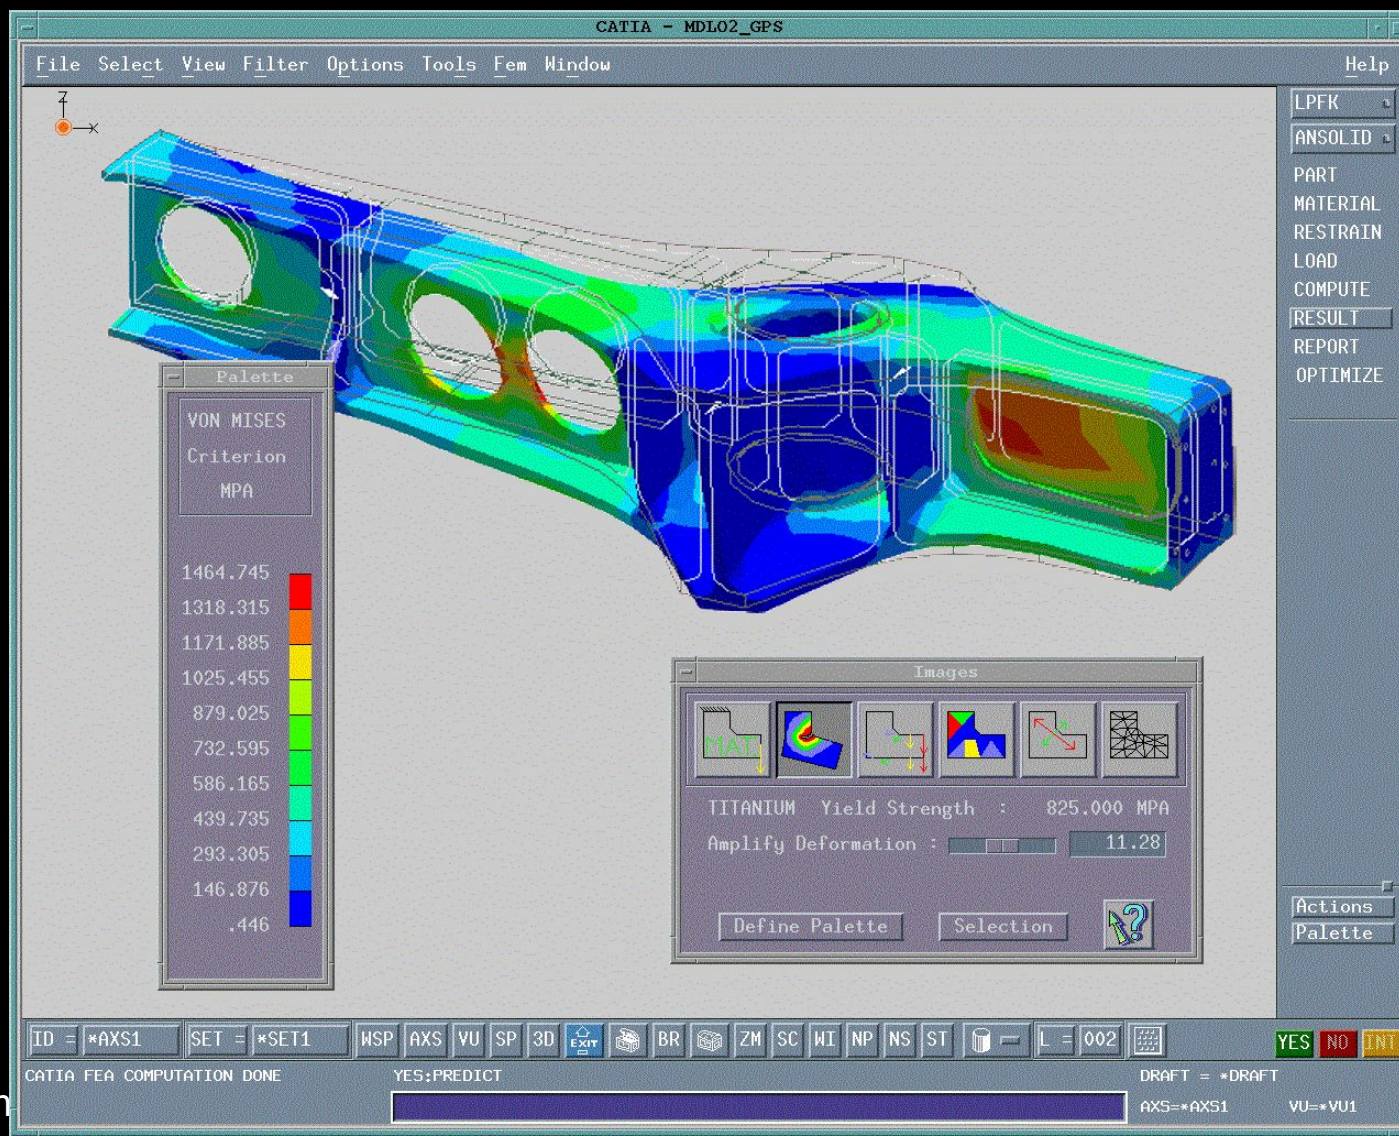 CATIA - MDLO2_GPS
File Select View Filter Options Tools Fem Window Help
Z
X
LPFK
ANSOLID
PART
MATERIAL
RESTRAIN
LOAD
COMPUTE
RESULT
REPORT
OPTIMIZE
Palette
VON MISES
Criterion
MPA
1464.745
1318.315
1171.885
1025.455
879.025
732.595
586.165
439.735
293.305
146.876
.446
Images
MAT
TITANIUM Yield Strength : 825.000 MPA
Amplify Deformation : 11.28
Define Palette Selection
?
Actions
Palette
ID = *AXS1 SET = *SET1 WSP AXS VU SP 3D EXIT BR ZM SC WI NP NS ST L = 002 YES NO INT
CATIA FEA COMPUTATION DONE YES:PREDICT DRAFT = *DRAFT
AXS=*AXS1 VU=*VU1